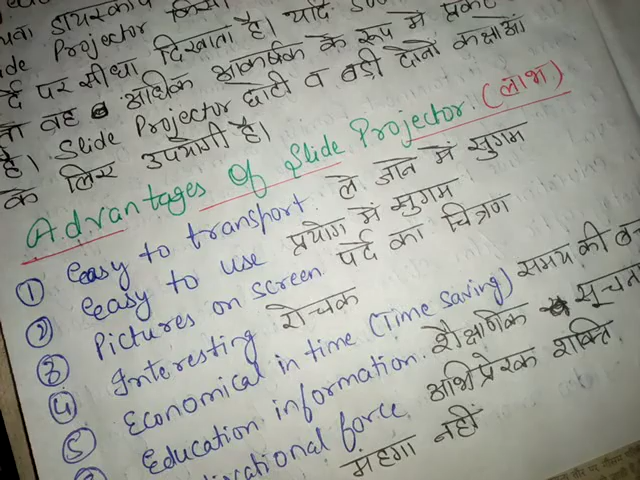 डायस्कोप किसी
Slide Projector
पर सीधा दिखाता है। यदि
वह अधिक आकर्षक के रूप में प्रकट
है। Slide Projector छोटी व बड़ी दोनों कक्षाओं
के लिए उपयोगी है।
Advantages of Slide Projector (लाभ)
① Easy to transport ले जाने में सुगम
② Easy to use प्रयोग में सुगम
③ Pictures on screen पर्दे का चित्रण
④ Interesting रोचक
⑤ Economical in time (Time Saving) समय की
Education information शैक्षणिक सूचना
force अभिप्रेरक शक्ति
मंहगा नहीं